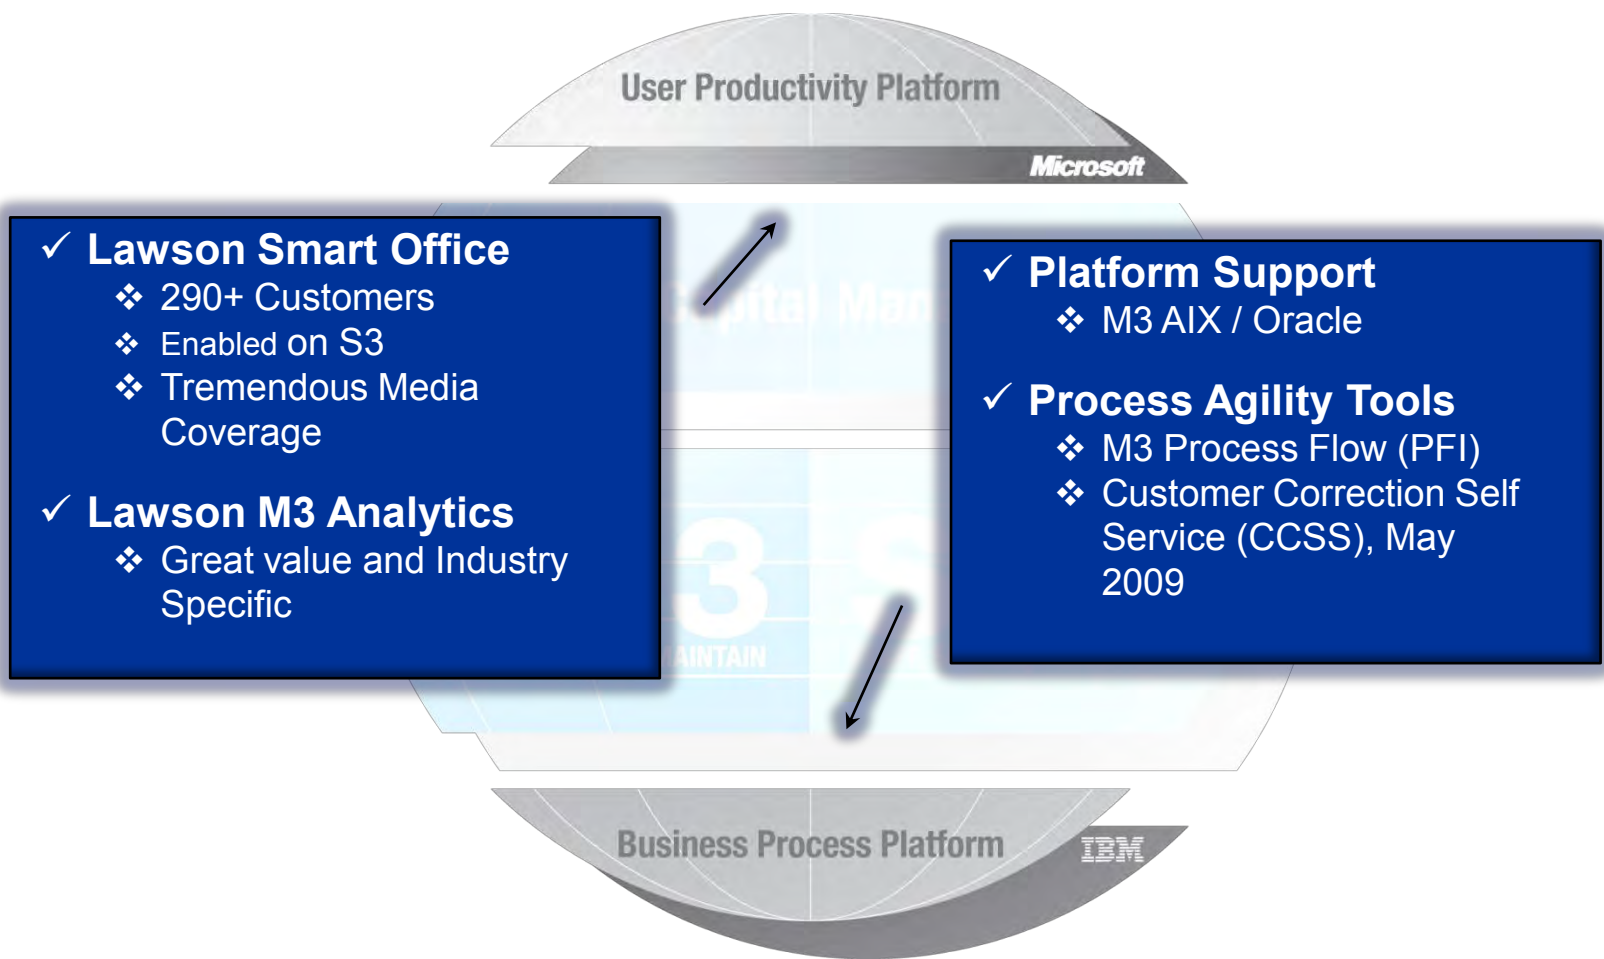 User Productivity Platform
Microsoft
✓ Lawson Smart Office
❖ 290+ Customers
❖ Enabled on S3
❖ Tremendous Media
Coverage
✓ Lawson M3 Analytics
❖ Great value and Industry
Specific
✓ Platform Support
❖ M3 AIX / Oracle
✓ Process Agility Tools
❖ M3 Process Flow (PFI)
❖ Customer Correction Self
Service (CCSS), May
2009
Capital
3
Business Process Platform
IBM